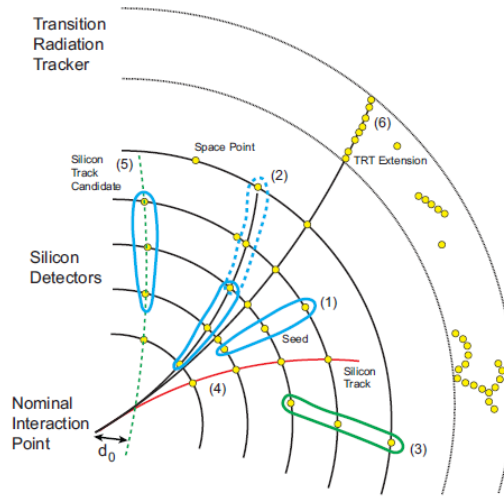 Transition
Radiation
Tracker
(6)
Space Point
TRT Extension
(5)
Silicon
Track
Candidate
(2)
Silicon
Detectors
(1)
Seed
(4)
Silicon
Track
Nominal
Interaction
Point
(3)
d0